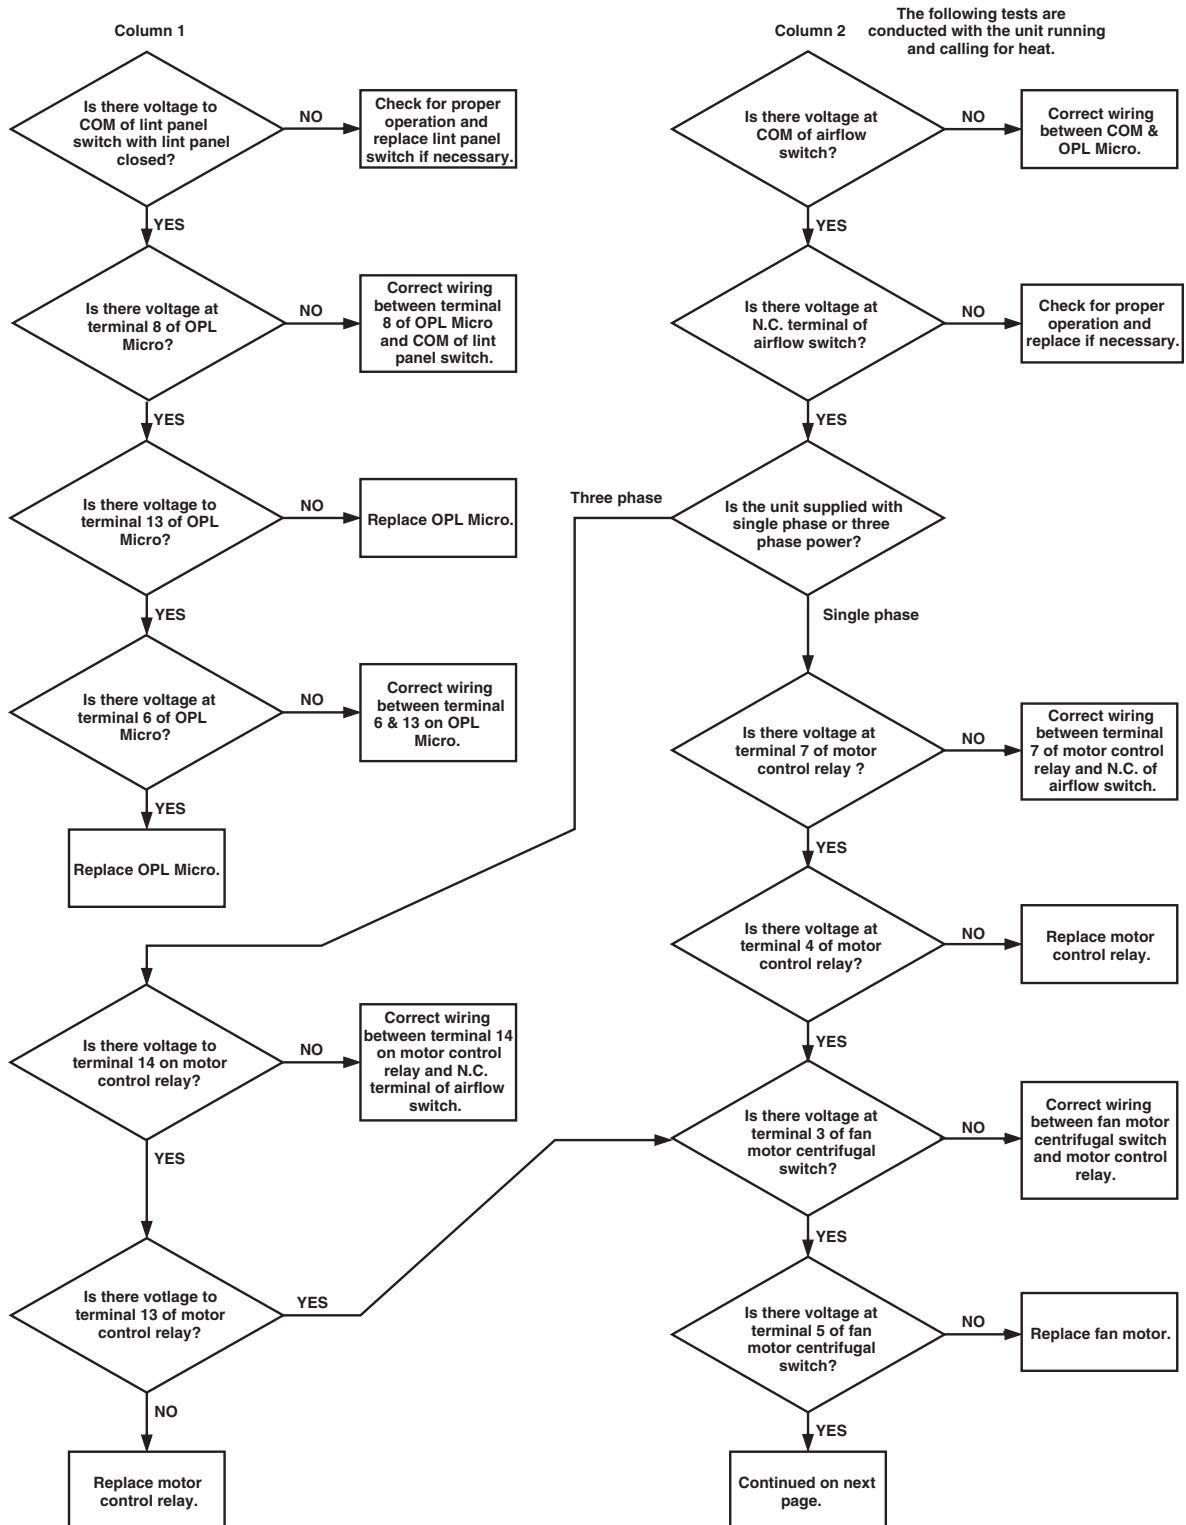 Column 1
Is there voltage to
COM of lint panel
switch with lint panel
closed?
NO
Check for proper
operation and
replace lint panel
switch if necessary.
YES
Is there voltage at
terminal 8 of OPL
Micro?
NO
Correct wiring
between terminal
8 of OPL Micro
and COM of lint
panel switch.
YES
Is there voltage to
terminal 13 of OPL
Micro?
NO
Replace OPL Micro.
YES
Is there voltage at
terminal 6 of OPL
Micro?
NO
Correct wiring
between terminal
6 & 13 on OPL
Micro.
YES
Replace OPL Micro.
Column 2
The following tests are
conducted with the unit running
and calling for heat.
Is there voltage at
COM of airflow
switch?
NO
Correct wiring
between COM &
OPL Micro.
YES
Is there voltage at
N.C. terminal of
airflow switch?
NO
Check for proper
operation and
replace if necessary.
YES
Is the unit supplied with
single phase or three
phase power?
Three phase
Single phase
Is there voltage at
terminal 7 of motor
control relay ?
NO
Correct wiring
between terminal
7 of motor control
relay and N.C. of
airflow switch.
YES
Is there voltage at
terminal 4 of motor
control relay?
NO
Replace motor
control relay.
YES
Is there voltage at
terminal 3 of fan
motor centrifugal
switch?
NO
Correct wiring
between fan motor
centrifugal switch
and motor control
relay.
YES
Is there voltage at
terminal 5 of fan
motor centrifugal
switch?
NO
Replace fan motor.
YES
Continued on next
page.
Is there voltage to
terminal 14 on motor
control relay?
NO
Correct wiring
between terminal 14
on motor control
relay and N.C.
terminal of airflow
switch.
YES
Is there votlage to
terminal 13 of motor
control relay?
YES
NO
Replace motor
control relay.